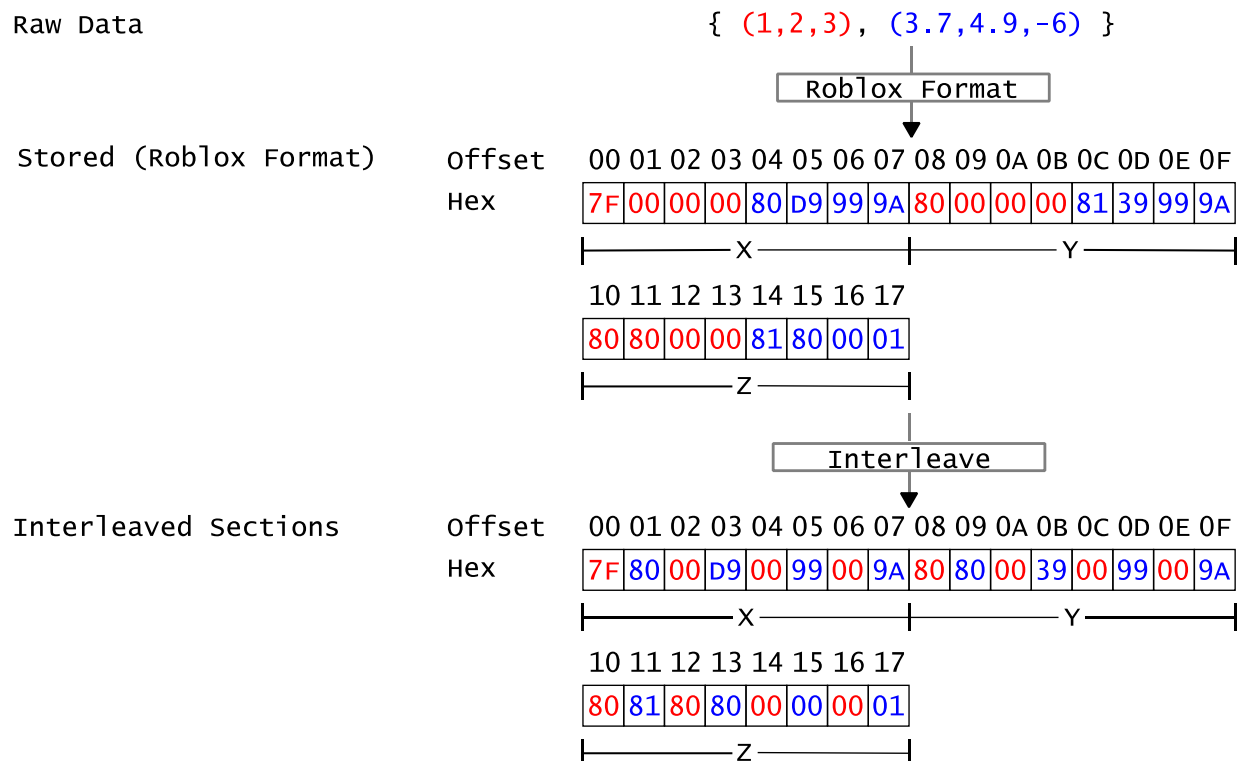 Raw Data { (1,2,3), (3.7,4.9,-6) }
Roblox Format
Stored (Roblox Format) Offset 00 01 02 03 04 05 06 07 08 09 0A 0B 0C 0D 0E 0F
Hex 7F 00 00 00 80 D9 99 9A 80 00 00 00 81 39 99 9A
X Y
10 11 12 13 14 15 16 17
80 80 00 00 81 80 00 01
Z
Interleave
Interleaved Sections Offset 00 01 02 03 04 05 06 07 08 09 0A 0B 0C 0D 0E 0F
Hex 7F 80 00 D9 00 99 00 9A 80 80 00 39 00 99 00 9A
X Y
10 11 12 13 14 15 16 17
80 81 80 80 00 00 00 01
Z